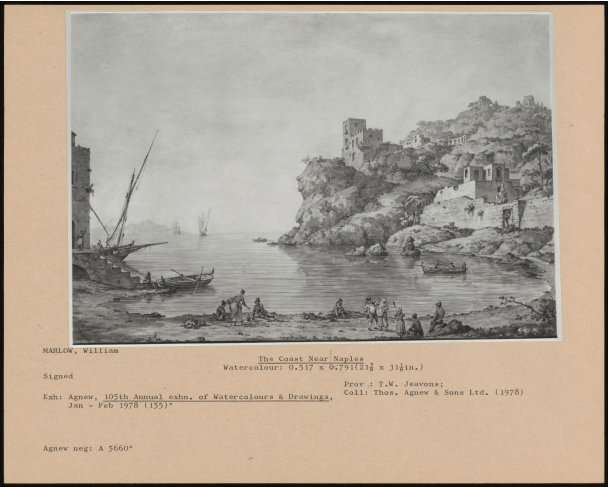 MARLOW, William
The Coast Near Naples
Watercolour: 0.517 x 0.791(21⅞ x 31⅛in.)
Signed
Prov : T.W. Jeavons;
Exh: Agnew, 105th Annual exhn. of Watercolours & Drawings,
Coll: Thos. Agnew & Sons Ltd. (1978)
Jan - Feb 1978 (155)*
Agnew neg: A 5660*